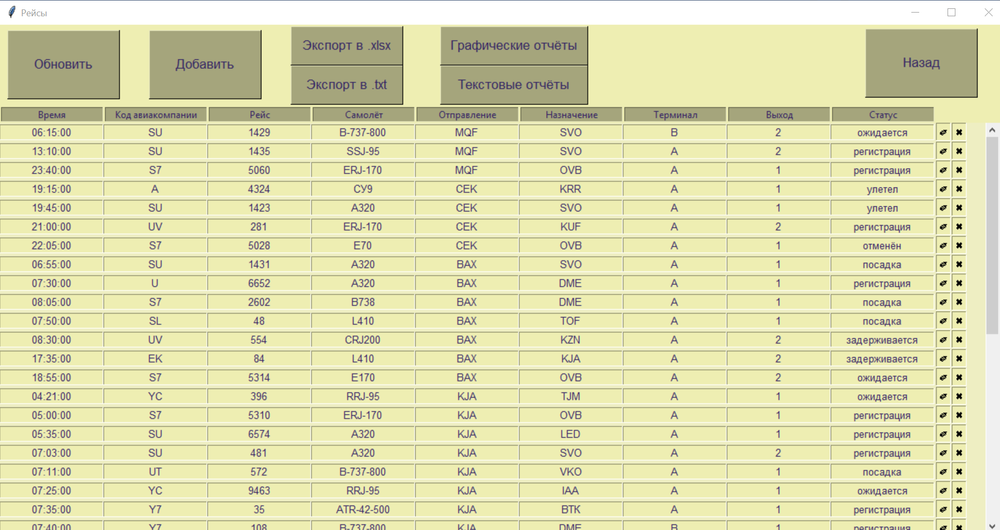 Рейсы
Обновить
Добавить
Экспорт в .xlsx
Экспорт в .txt
Графические отчёты
Текстовые отчёты
Назад
Время Код авиакомпании Рейс Самолёт Отправление Назначение Терминал Выход Статус
06:15:00 SU 1429 B-737-800 MQF SVO B 2 ожидается
13:10:00 SU 1435 SSJ-95 MQF SVO A 2 регистрация
23:40:00 S7 5060 ERJ-170 MQF OVB A 1 регистрация
19:15:00 A 4324 СУ9 CEK KRR A 1 улетел
19:45:00 SU 1423 A320 CEK SVO A 1 улетел
21:00:00 UV 281 ERJ-170 CEK KUF A 2 регистрация
22:05:00 S7 5028 E70 CEK OVB A 1 отменён
06:55:00 SU 1431 A320 BAX SVO A 1 посадка
07:30:00 U 6652 A320 BAX DME A 1 регистрация
08:05:00 S7 2602 B738 BAX DME A 1 посадка
07:50:00 SL 48 L410 BAX TOF A 1 посадка
08:30:00 UV 554 CRJ200 BAX KZN A 2 задерживается
17:35:00 EK 84 L410 BAX KJA A 2 задерживается
18:55:00 S7 5314 E170 BAX OVB A 2 ожидается
04:21:00 YC 396 RRJ-95 KJA TJM A 1 ожидается
05:00:00 S7 5310 ERJ-170 KJA OVB A 1 регистрация
05:35:00 SU 6574 A320 KJA LED A 1 регистрация
07:03:00 SU 481 A320 KJA SVO A 2 регистрация
07:11:00 UT 572 B-737-800 KJA VKO A 1 посадка
07:25:00 YC 9463 RRJ-95 KJA IAA A 1 ожидается
07:35:00 Y7 35 ATR-42-500 KJA BTK A 1 регистрация
07:40:00 Y7 108 B-737-800 KJA DME B 1 регистрация